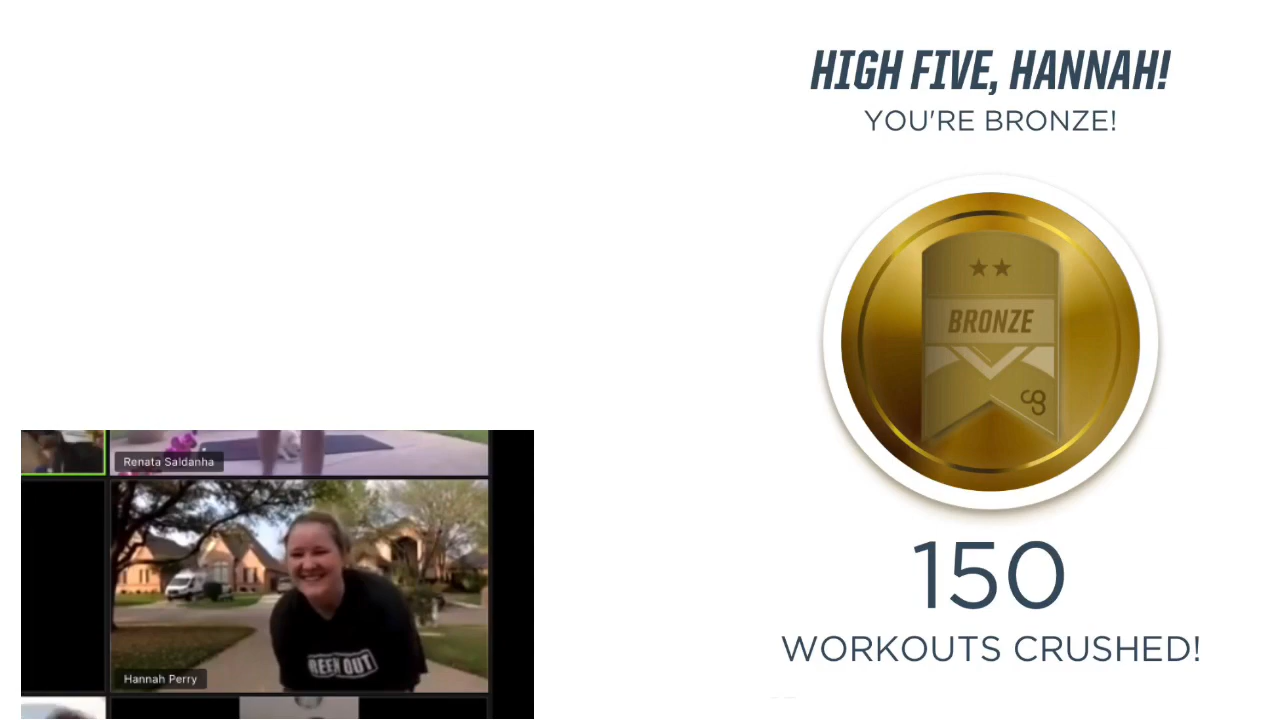 HIGH FIVE, HANNAH!
YOU'RE BRONZE!
BRONZE
150
WORKOUTS CRUSHED!
Renata Saldanha
Hannah Perry